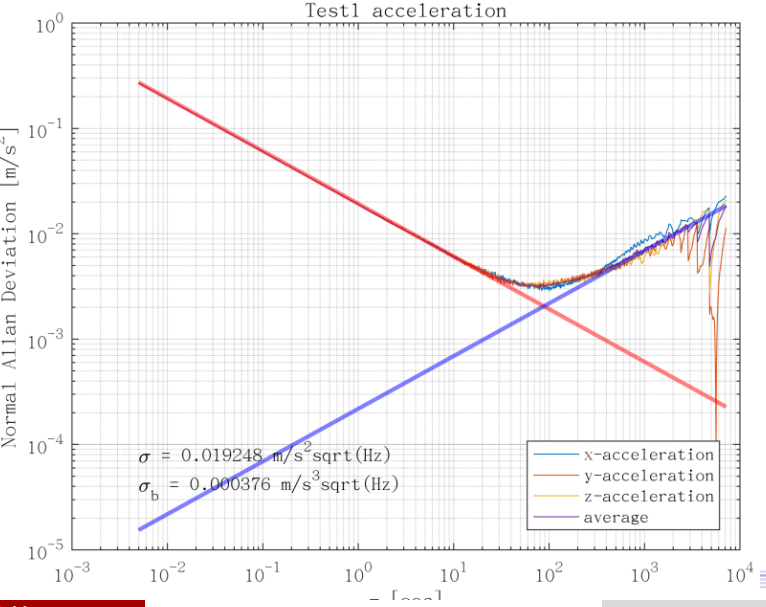 Test1 acceleration
Normal Allan Deviation [m/s^2]
10^0
10^-1
10^-2
10^-3
10^-4
10^-5
σ = 0.019248 m/s^2sqrt(Hz)
σ_b = 0.000376 m/s^3sqrt(Hz)
x-acceleration
y-acceleration
z-acceleration
average
10^-3 10^-2 10^-1 10^0 10^1 10^2 10^3 10^4